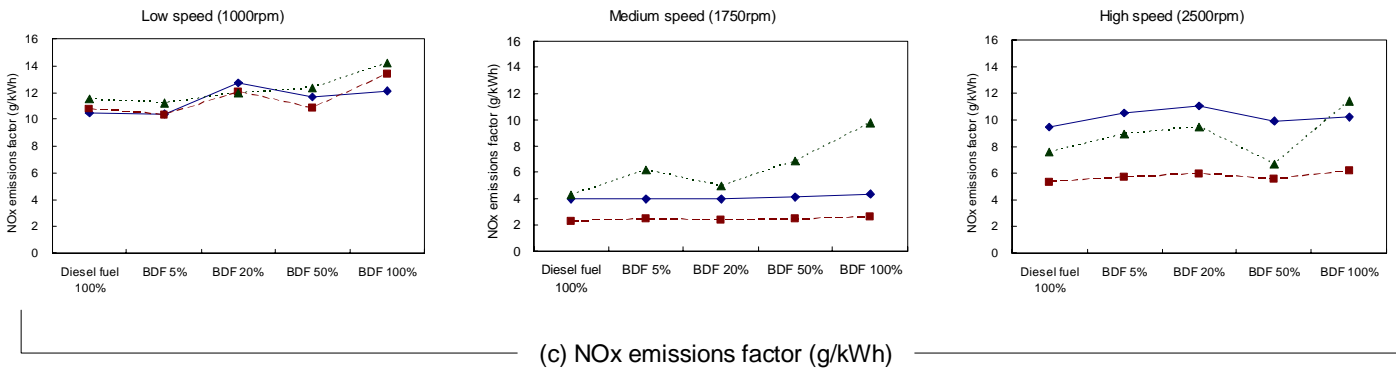 Low speed (1000rpm)
NOx emissions factor (g/kWh)
16
14
12
10
8
6
4
2
0
Diesel fuel 100%
BDF 5%
BDF 20%
BDF 50%
BDF 100%
Medium speed (1750rpm)
NOx emissions factor (g/kWh)
16
14
12
10
8
6
4
2
0
Diesel fuel 100%
BDF 5%
BDF 20%
BDF 50%
BDF 100%
High speed (2500rpm)
NOx emissions factor (g/kWh)
16
14
12
10
8
6
4
2
0
Diesel fuel 100%
BDF 5%
BDF 20%
BDF 50%
BDF 100%
(c) NOx emissions factor (g/kWh)